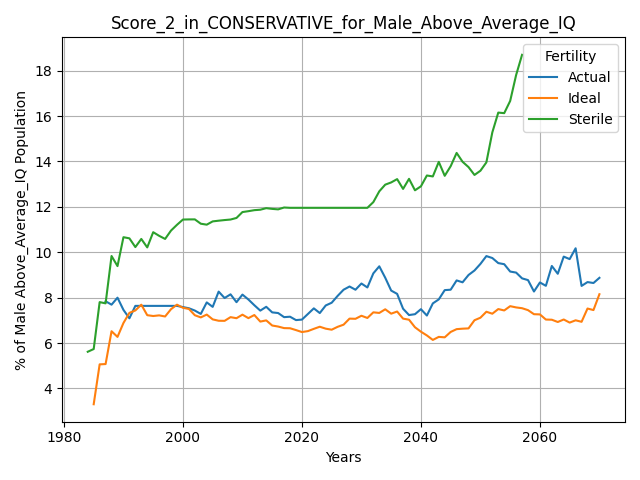 Score_2_in_CONSERVATIVE_for_Male_Above_Average_IQ
% of Male Above_Average_IQ Population
18
16
14
12
10
8
6
4
Fertility
Actual
Ideal
Sterile
1980 2000 2020 2040 2060
Years